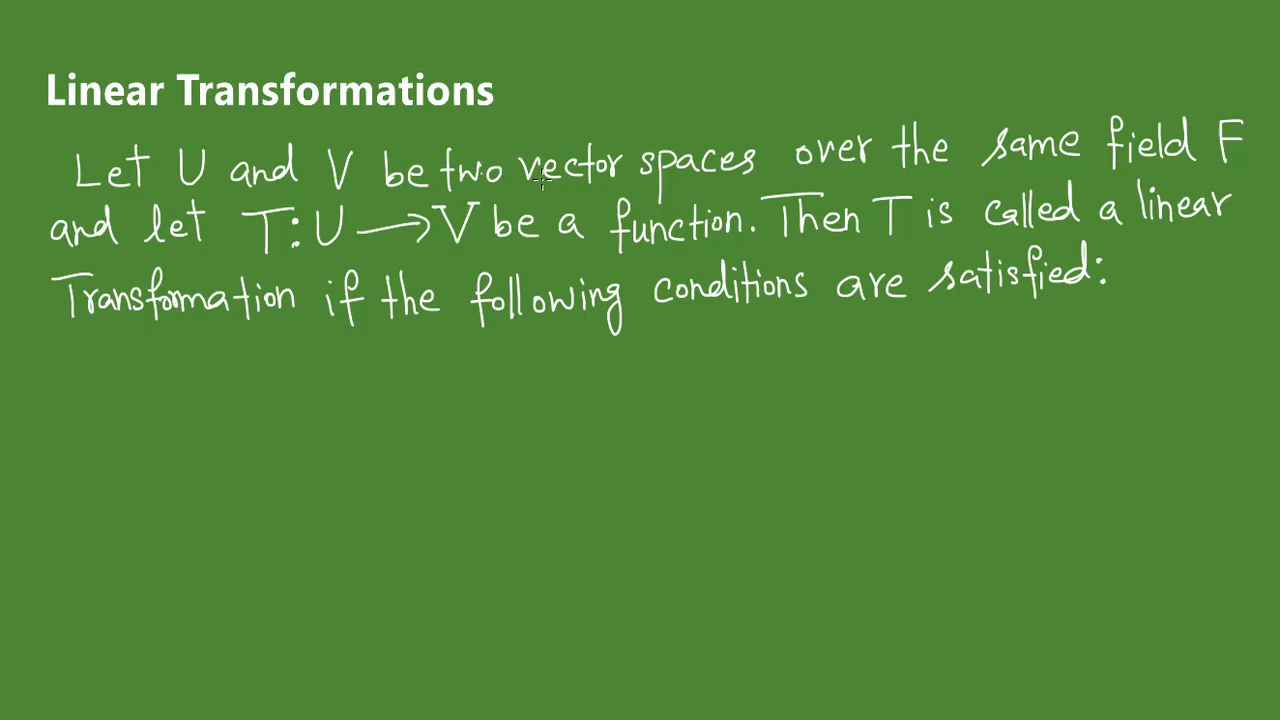 Linear Transformations
Let U and V be two vector spaces over the same field F
and let T: U → V be a function. Then T is called a linear
Transformation if the following conditions are satisfied: